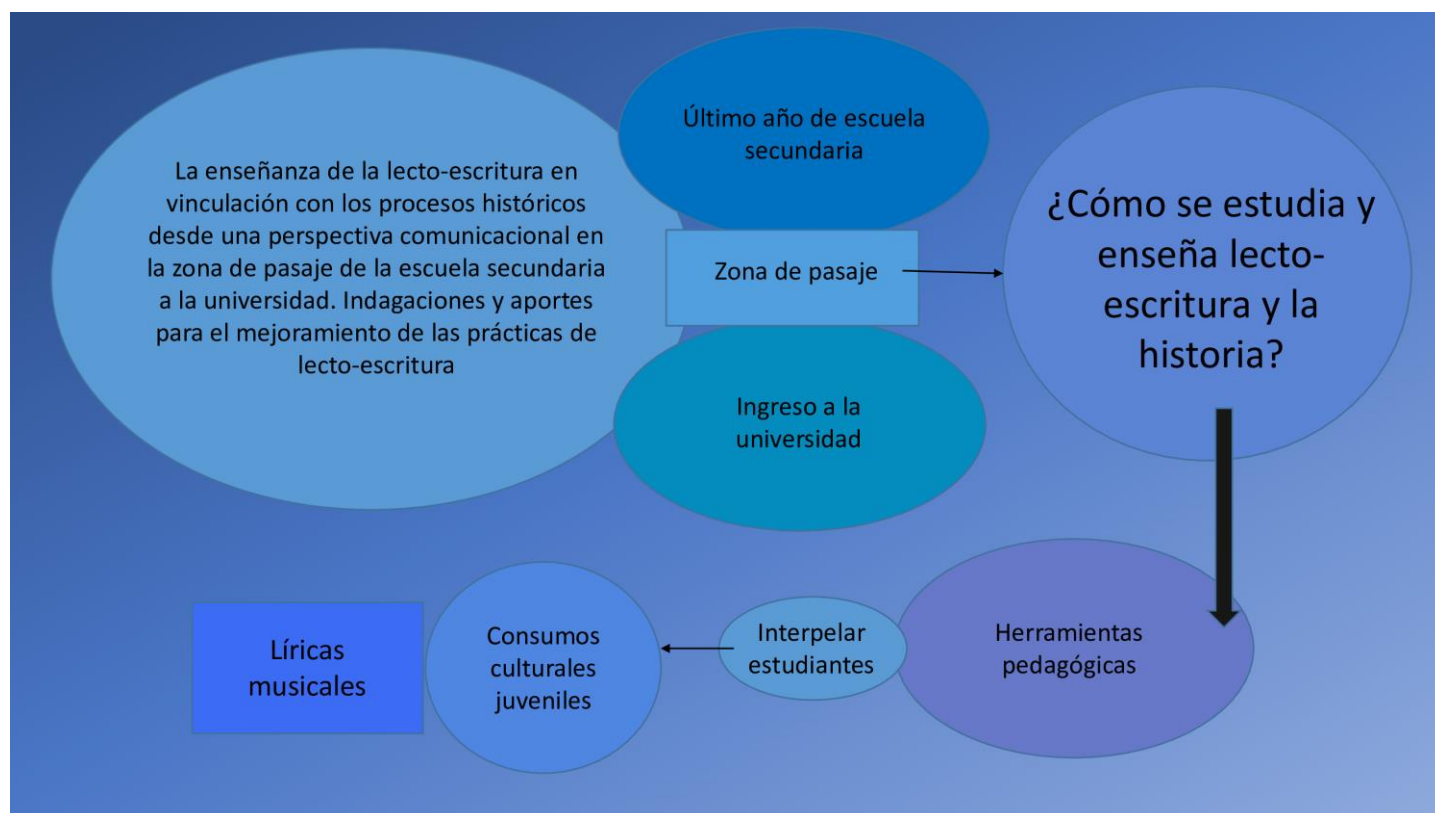 La enseñanza de la lecto-escritura en
vinculación con los procesos históricos
desde una perspectiva comunicacional en
la zona de pasaje de la escuela secundaria
a la universidad. Indagaciones y aportes
para el mejoramiento de las prácticas de
lecto-escritura
Último año de escuela
secundaria
Zona de pasaje
Ingreso a la
universidad
¿Cómo se estudia y
enseña lecto-
escritura y la
historia?
Herramientas
pedagógicas
Interpelar
estudiantes
Consumos
culturales
juveniles
Líricas
musicales